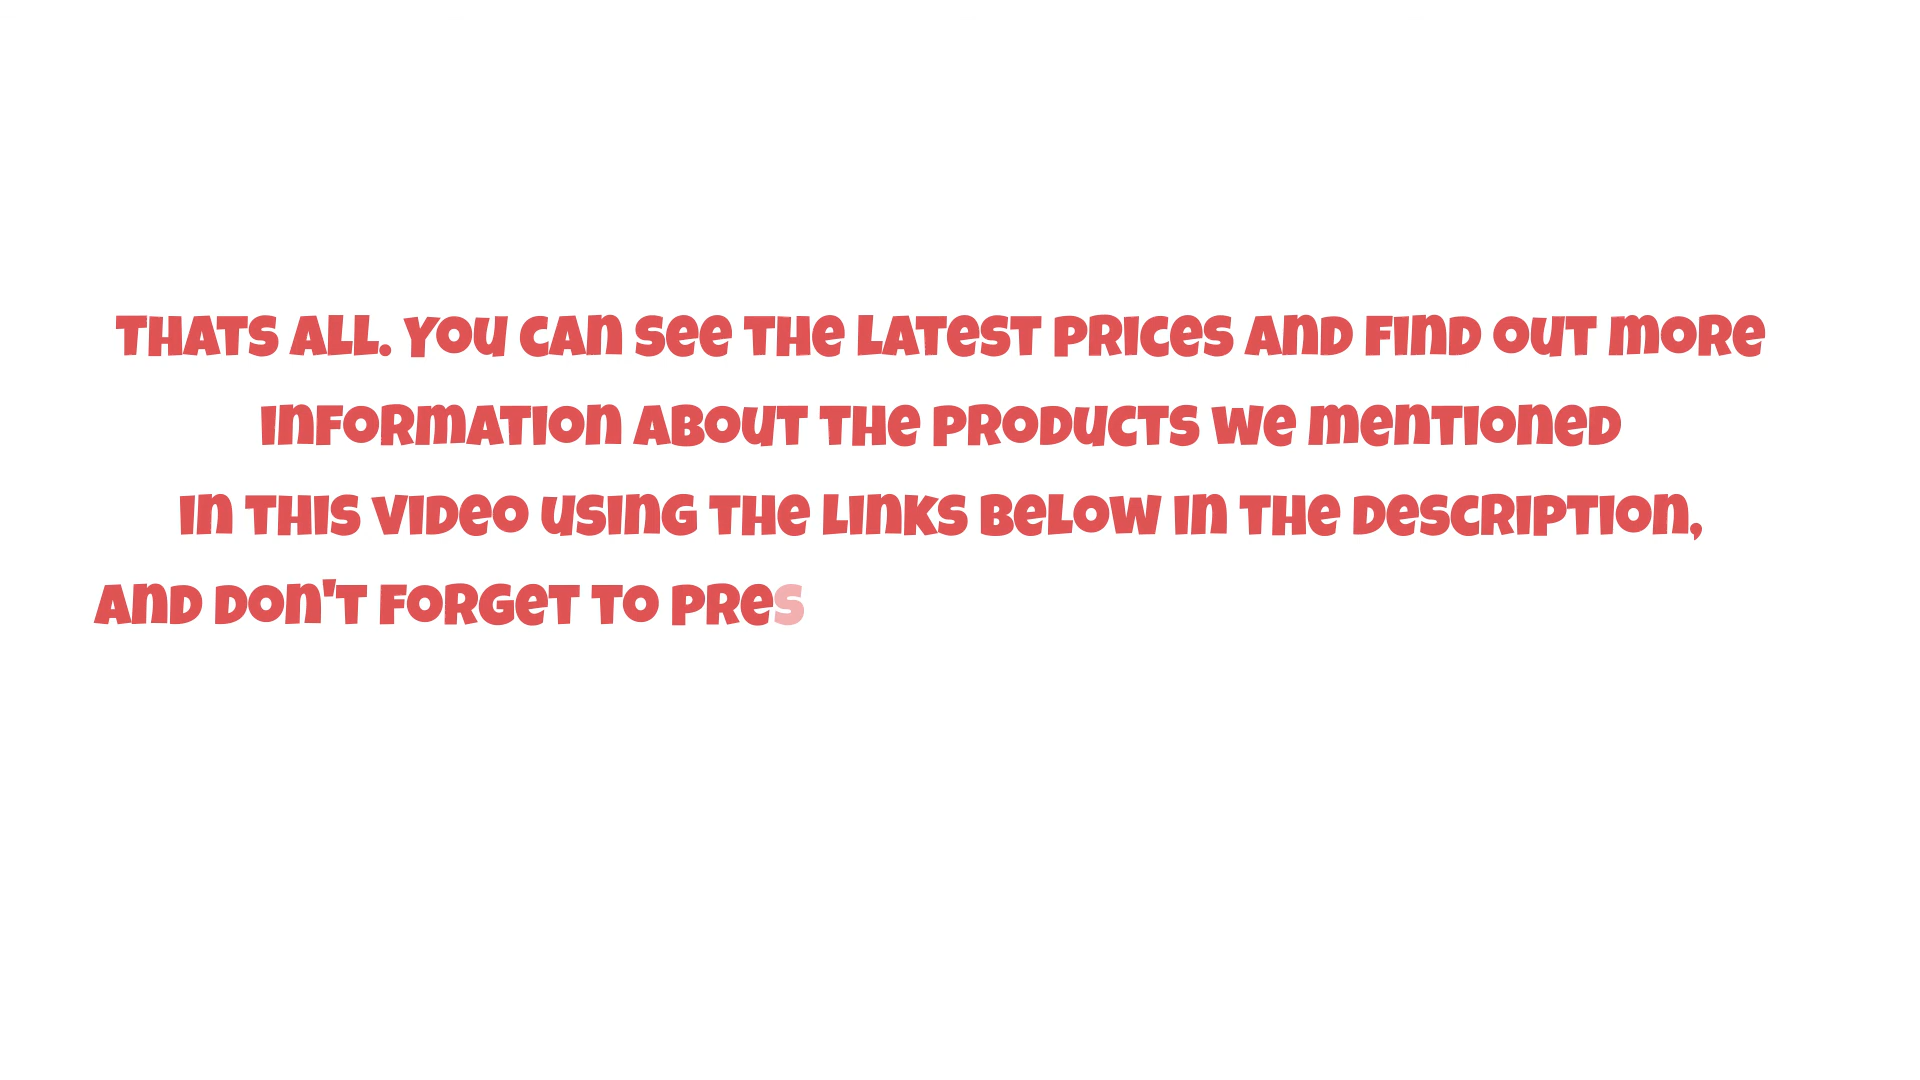 Thats all. You can see the latest prices and find out more
information about the products we mentioned
in this video using the links below in the description,
and don't forget to pres